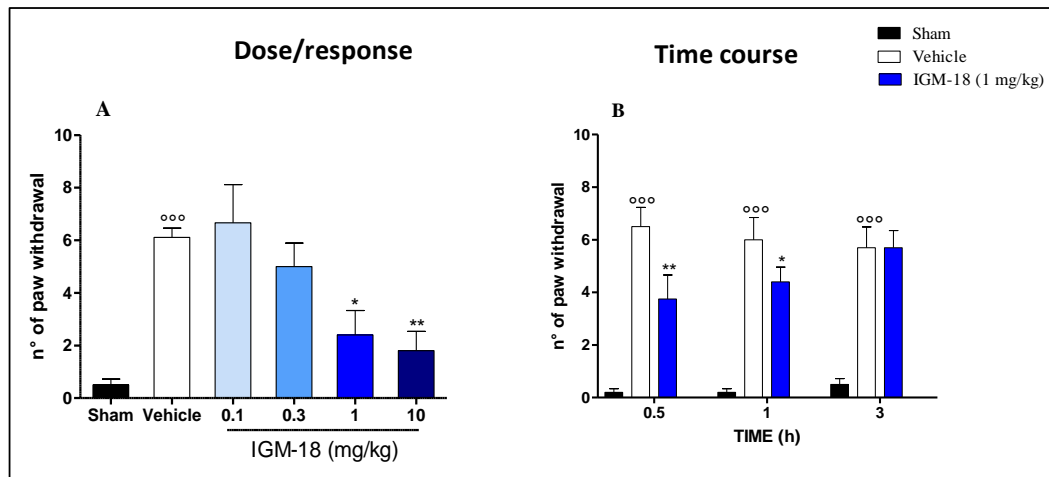 Dose/response
Time course
Sham
Vehicle
IGM-18 (1 mg/kg)
A
n° of paw withdrawal
10
8
6
4
2
0
°°°
*
**
Sham Vehicle 0.1 0.3 1 10
IGM-18 (mg/kg)
B
n° of paw withdrawal
10
8
6
4
2
0
°°° °°° °°°
** *
0.5 1 3
TIME (h)